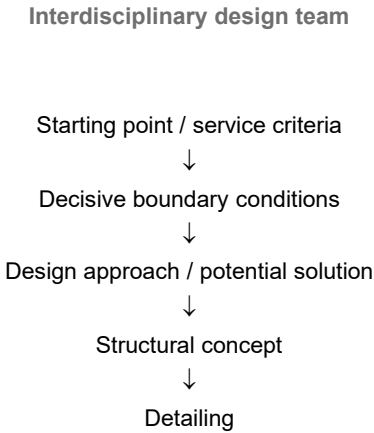 Interdisciplinary design team
Starting point / service criteria
↓
Decisive boundary conditions
↓
Design approach / potential solution
↓
Structural concept
↓
Detailing